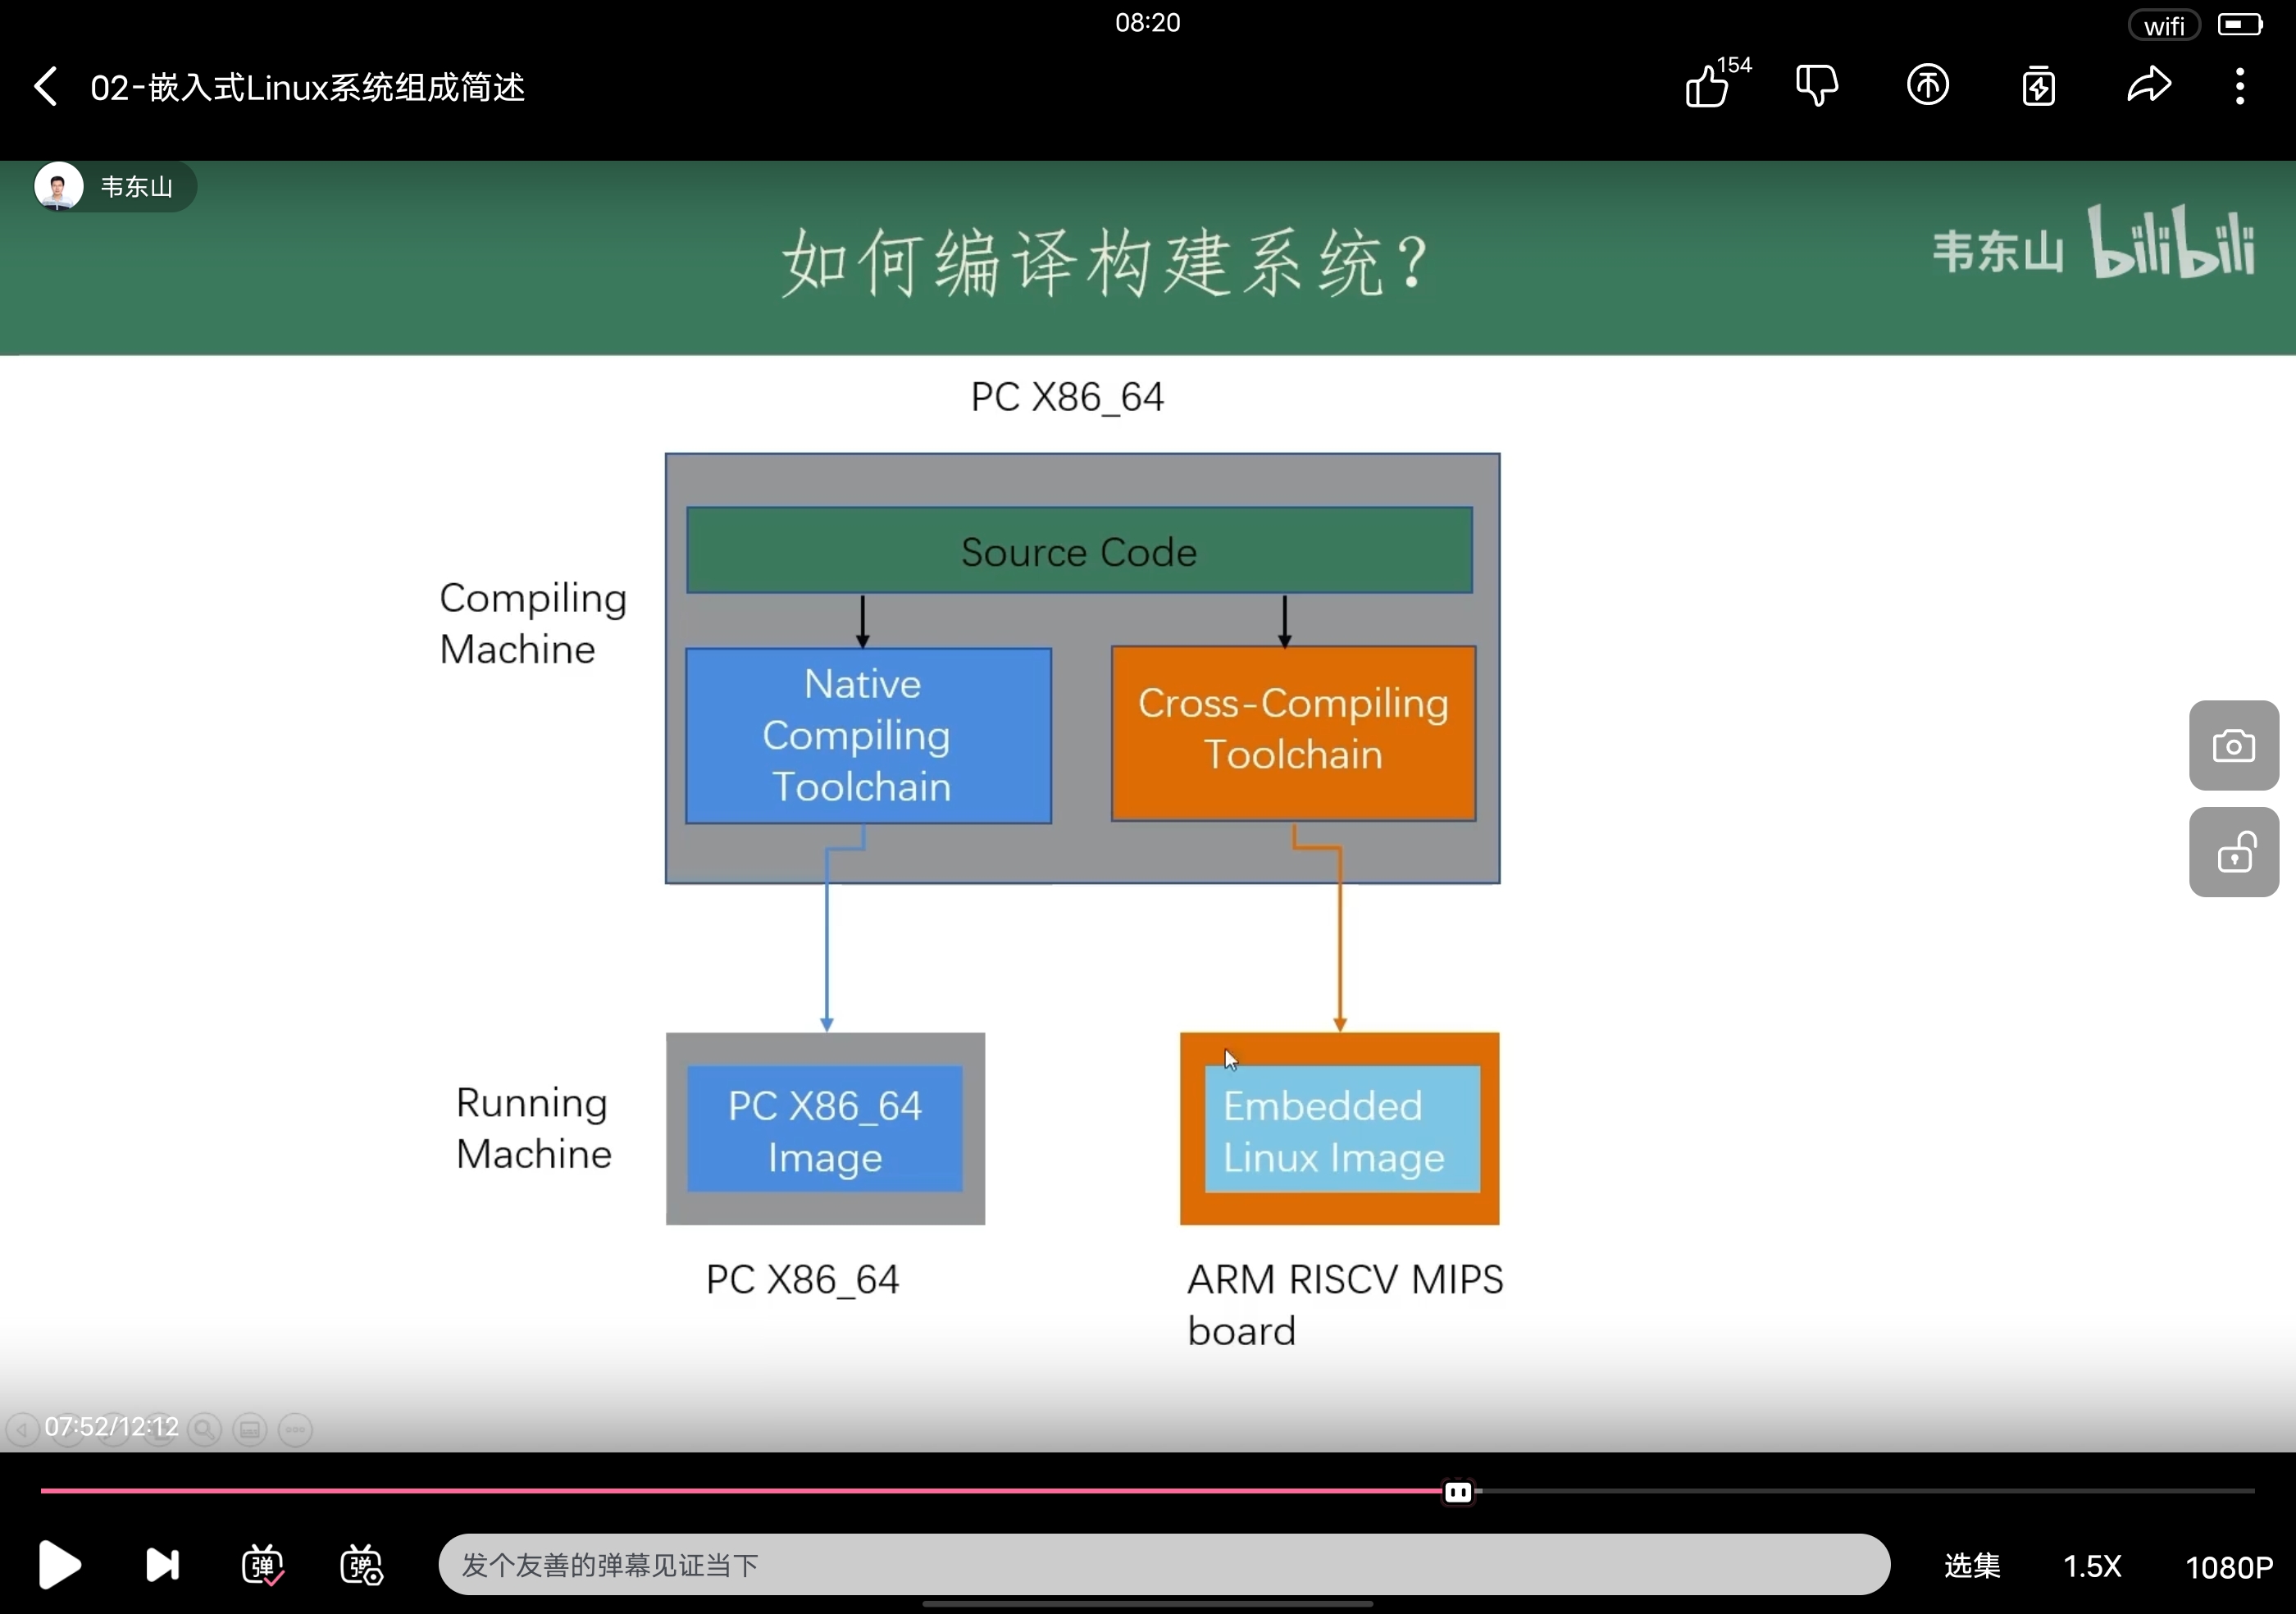 08:20
wifi
02-嵌入式Linux系统组成简述
154
韦东山
如何编译构建系统?
韦东山 bilibili
PC X86_64
Source Code
Compiling
Machine
Native
Compiling
Toolchain
Cross-Compiling
Toolchain
Running
Machine
PC X86_64
Image
Embedded
Linux Image
PC X86_64
ARM RISCV MIPS
board
07:52/12:12
弹
弹
发个友善的弹幕见证当下
选集
1.5X
1080P